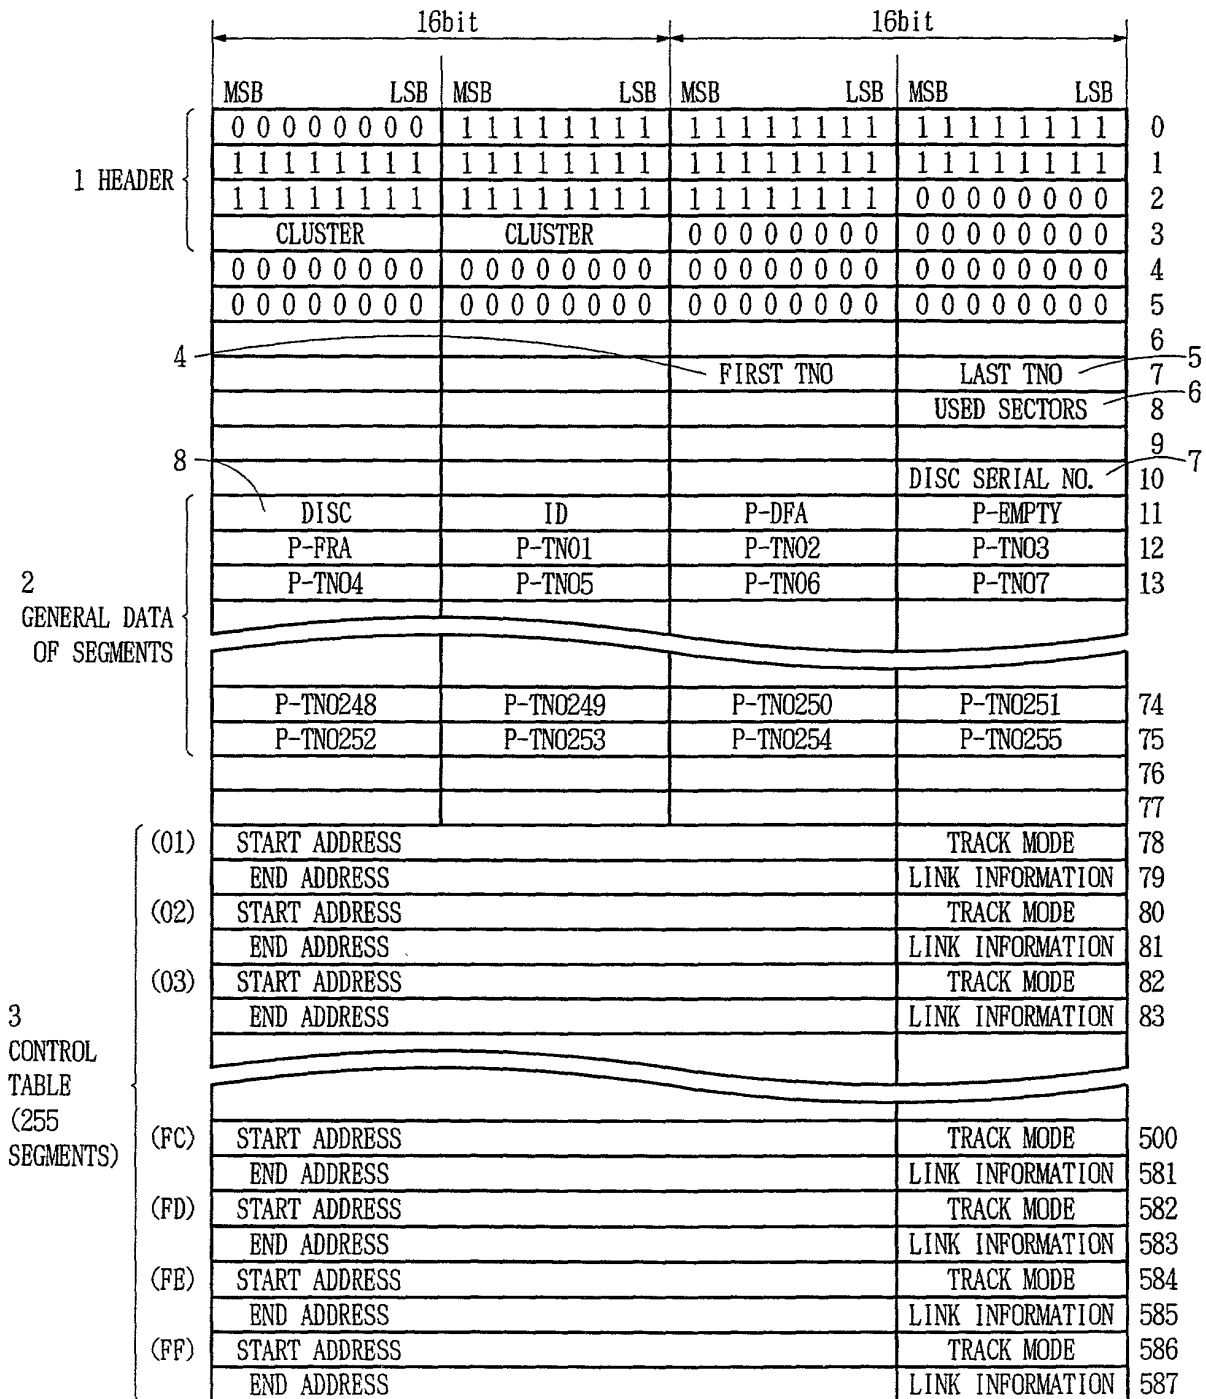 16bit 16bit
MSB LSB MSB LSB MSB LSB MSB LSB
0 0 0 0 0 0 0 0 1 1 1 1 1 1 1 1 1 1 1 1 1 1 1 1 1 1 1 1 1 1 1 1 0
1 1 1 1 1 1 1 1 1 1 1 1 1 1 1 1 1 1 1 1 1 1 1 1 1 1 1 1 1 1 1 1 1
1 HEADER
1 1 1 1 1 1 1 1 1 1 1 1 1 1 1 1 1 1 1 1 1 1 1 1 0 0 0 0 0 0 0 0 2
CLUSTER CLUSTER 0 0 0 0 0 0 0 0 0 0 0 0 0 0 0 0 3
0 0 0 0 0 0 0 0 0 0 0 0 0 0 0 0 0 0 0 0 0 0 0 0 0 0 0 0 0 0 0 0 4
0 0 0 0 0 0 0 0 0 0 0 0 0 0 0 0 0 0 0 0 0 0 0 0 0 0 0 0 0 0 0 0 5
6
4 FIRST TNO LAST TNO 7 5
USED SECTORS 8 6
9
8 DISC SERIAL NO. 10 7
DISC ID P-DFA P-EMPTY 11
P-FRA P-TNO1 P-TNO2 P-TNO3 12
P-TNO4 P-TNO5 P-TNO6 P-TNO7 13
2
GENERAL DATA
OF SEGMENTS
P-TNO248 P-TNO249 P-TNO250 P-TNO251 74
P-TNO252 P-TNO253 P-TNO254 P-TNO255 75
76
77
(01) START ADDRESS TRACK MODE 78
END ADDRESS LINK INFORMATION 79
(02) START ADDRESS TRACK MODE 80
END ADDRESS LINK INFORMATION 81
(03) START ADDRESS TRACK MODE 82
END ADDRESS LINK INFORMATION 83
3
CONTROL
TABLE
(255
SEGMENTS)
(FC) START ADDRESS TRACK MODE 500
END ADDRESS LINK INFORMATION 581
(FD) START ADDRESS TRACK MODE 582
END ADDRESS LINK INFORMATION 583
(FE) START ADDRESS TRACK MODE 584
END ADDRESS LINK INFORMATION 585
(FF) START ADDRESS TRACK MODE 586
END ADDRESS LINK INFORMATION 587